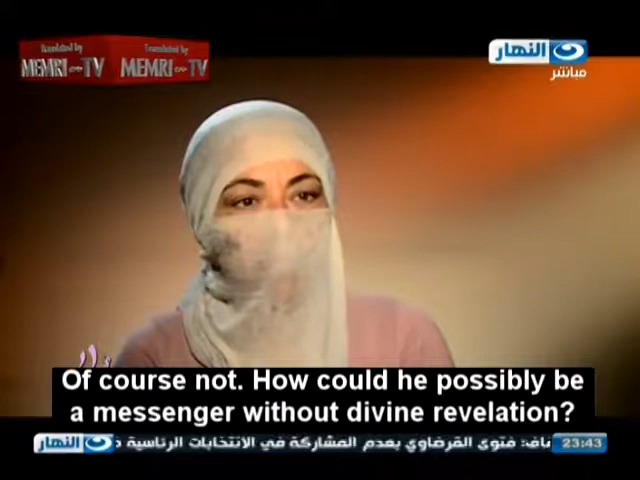 Translated by
MEMRI TV
Translated by
MEMRI TV
النهار
مباشر
Of course not. How could he possibly be
a messenger without divine revelation?
النهار
ـاف: فتوى القرضاوي بعدم المشاركة في الانتخابات الرئاسية
23:43